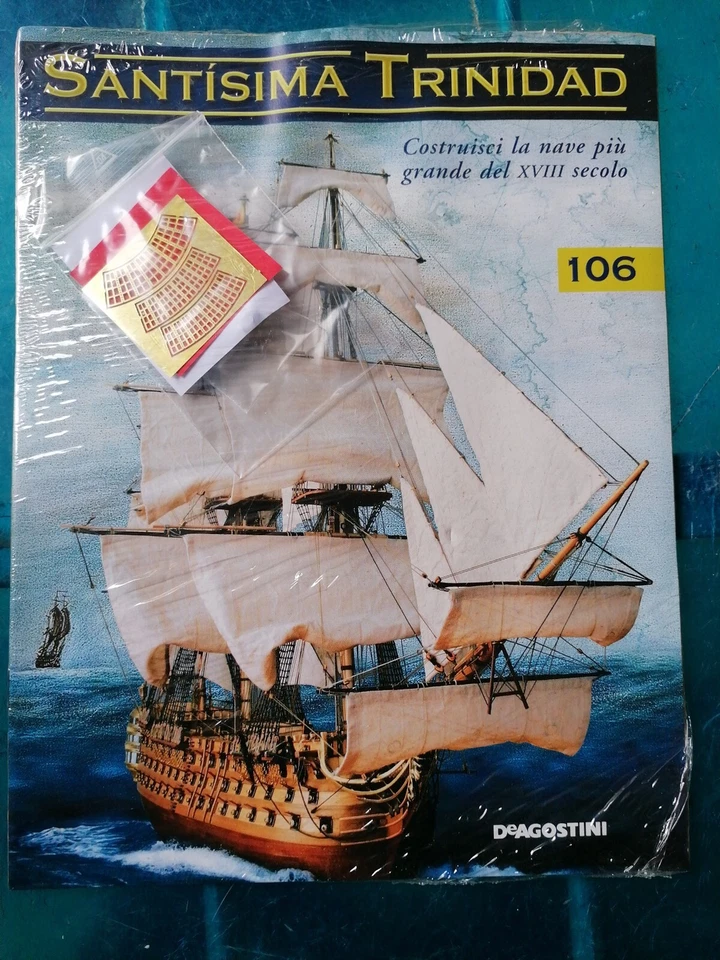 SANTÍSIMA TRINIDAD
Costruisci la nave più
grande del XVIII secolo
106
DeAGOSTINI